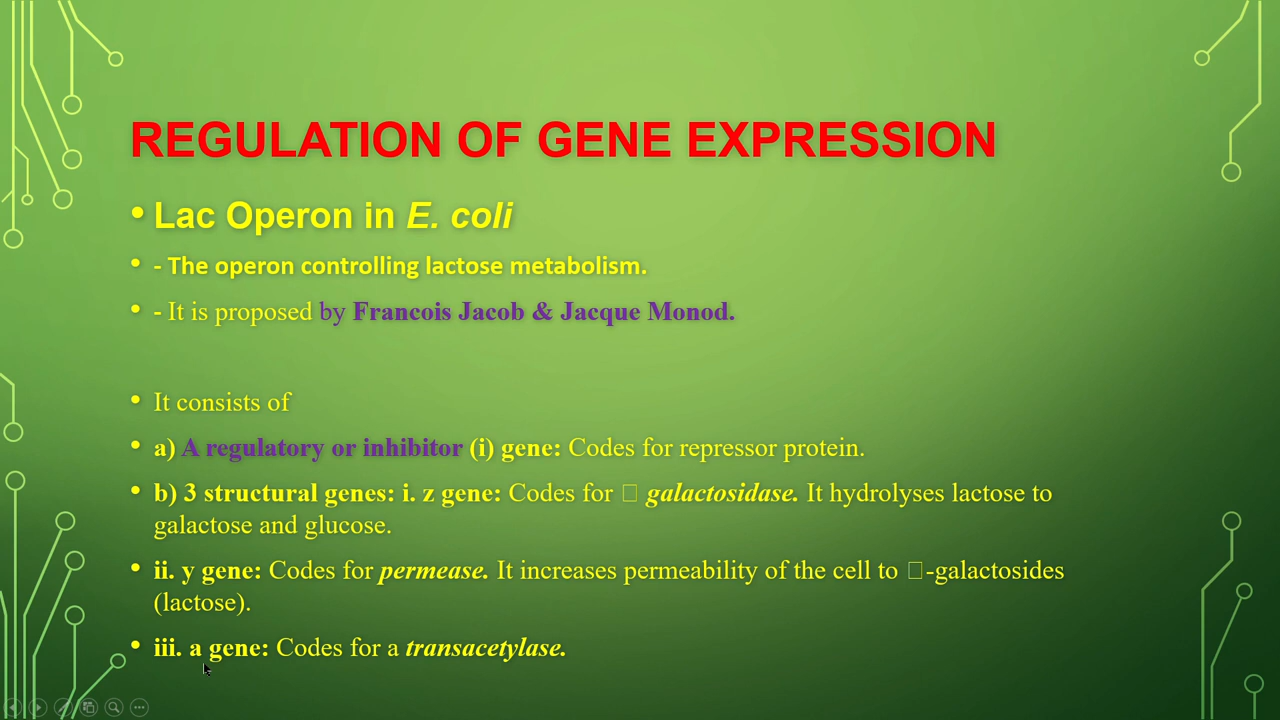 REGULATION OF GENE EXPRESSION
• Lac Operon in E. coli
• - The operon controlling lactose metabolism.
• - It is proposed by Francois Jacob & Jacque Monod.
• It consists of
• a) A regulatory or inhibitor (i) gene: Codes for repressor protein.
• b) 3 structural genes: i. z gene: Codes for □ galactosidase. It hydrolyses lactose to
galactose and glucose.
• ii. y gene: Codes for permease. It increases permeability of the cell to □-galactosides
(lactose).
• iii. a gene: Codes for a transacetylase.